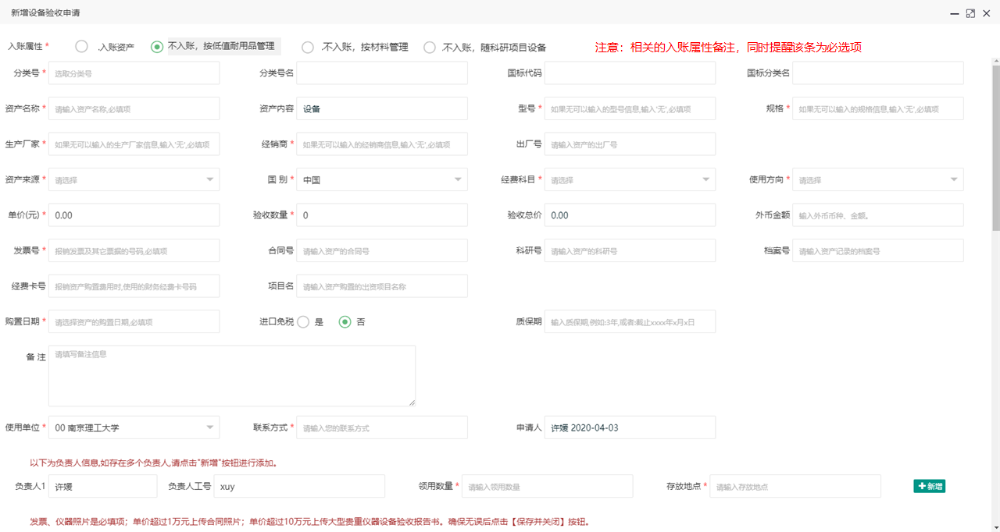 新增设备验收申请
入账属性 * .入账资产 不入账，按低值耐用品管理 .不入账，按材料管理 .不入账，随科研项目设备 注意：相关的入账属性备注，同时提醒该条为必选项
分类号 * 选取分类号 分类号名 国标代码 国标分类名
资产名称 * 请输入资产名称,必填项 资产内容 设备 型号 * 如果无可以输入的型号信息,输入'无',必填项 规格 * 如果无可以输入的规格信息,输入'无',必填项
生产厂家 * 如果无可以输入的生产厂家信息,输入'无',必填项 经销商 * 如果无可以输入的经销商信息,输入'无',必填项 出厂号 请输入资产的出厂号
资产来源 * 请选择 国 别 * 中国 经费科目 * 请选择 使用方向 * 请选择
单价(元) * 0.00 验收数量 * 0 验收总价 0.00 外币金额 输入外币币种、金额。
发票号 * 报销发票及其它票据的号码,必填项 合同号 请输入资产的合同号 科研号 请输入资产的科研号 档案号 请输入资产记录的档案号
经费卡号 报销资产购置费用时,使用的财务经费卡号码 项目名 请输入资产购置的出资项目名称
购置日期 * 请选择资产的购置日期,必填项 进口免税 是 否 质保期 输入质保期,例如:3年,或者:截止xxxx年x月x日
备 注 请填写备注信息
使用单位 * 00 南京理工大学 联系方式 * 请输入您的联系方式 申请人 许媛 2020-04-03
以下为负责人信息,如存在多个负责人,请点击"新增"按钮进行添加。
负责人1 许媛 负责人工号 xuy 领用数量 * 请输入领用数量 存放地点 * 请输入存放地点 新增
发票、仪器照片是必填项；单价超过1万元上传合同照片；单价超过10万元上传大型贵重仪器设备验收报告书。确保无误后点击【保存并关闭】按钮。